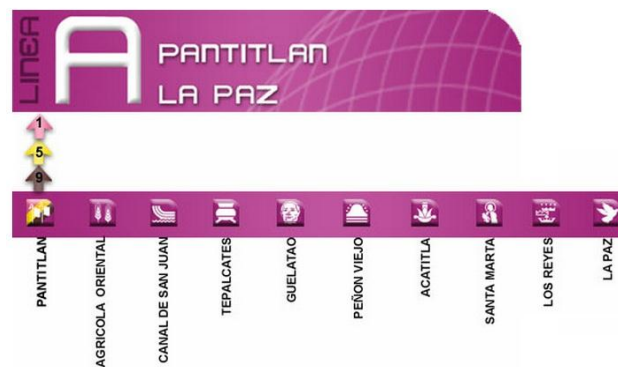 LINEA
A
PANTITLAN
LA PAZ
1
5
9
PANTITLAN
AGRICOLA ORIENTAL
CANAL DE SAN JUAN
TEPALCATES
GUELATAO
PEÑON VIEJO
ACATITLA
SANTA MARTA
LOS REYES
LA PAZ